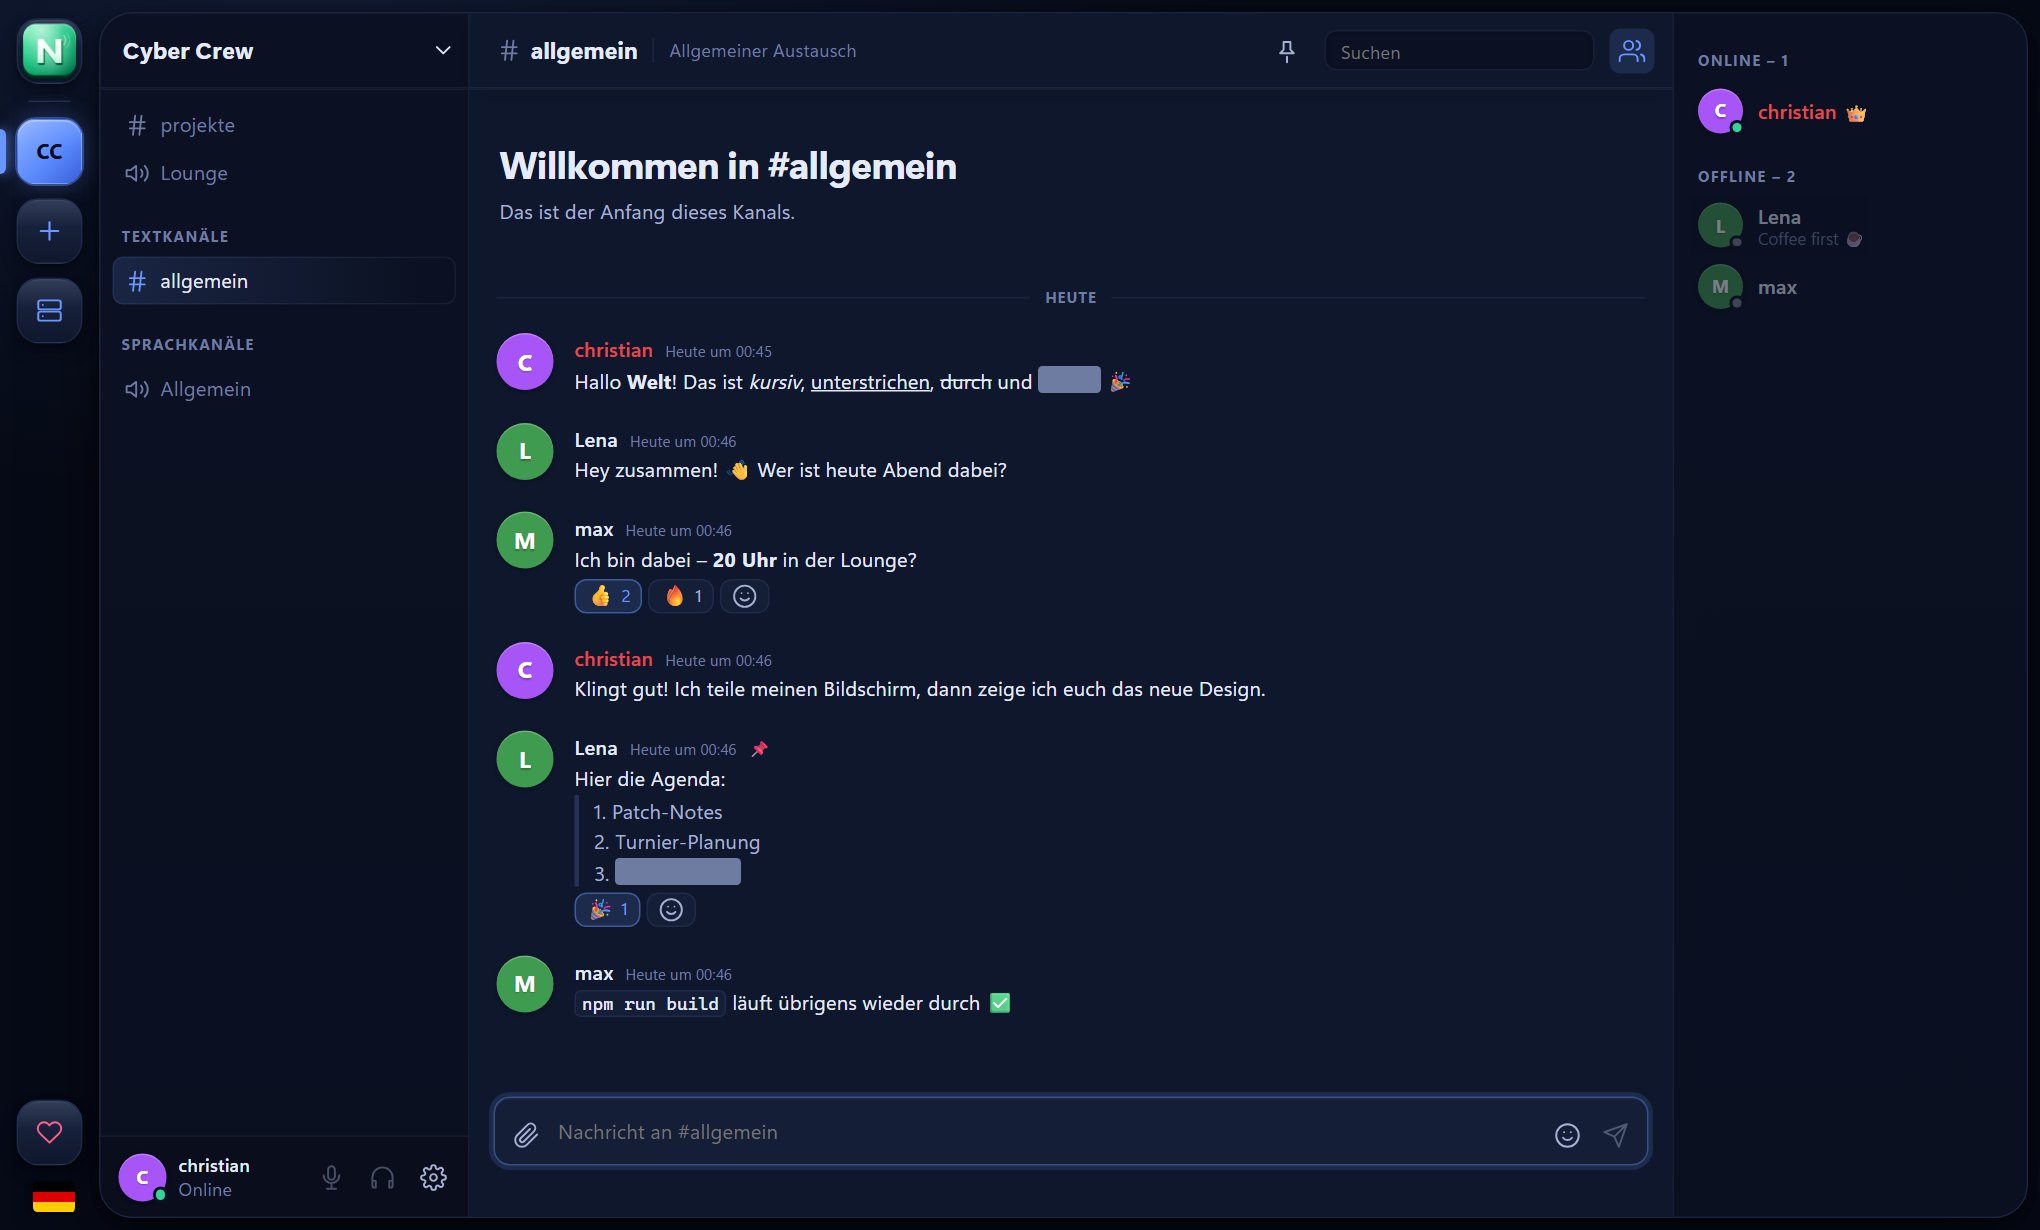 N
CC
Cyber Crew
projekte
Lounge
TEXTKANÄLE
allgemein
SPRACHKANÄLE
Allgemein
C
christian
Online
# allgemein
Allgemeiner Austausch
Suchen
Willkommen in #allgemein
Das ist der Anfang dieses Kanals.
HEUTE
C
christian Heute um 00:45
Hallo Welt! Das ist kursiv, unterstrichen, durch und 🎉
L
Lena Heute um 00:46
Hey zusammen! 👋 Wer ist heute Abend dabei?
M
max Heute um 00:46
Ich bin dabei – 20 Uhr in der Lounge?
👍 2 🔥 1
C
christian Heute um 00:46
Klingt gut! Ich teile meinen Bildschirm, dann zeige ich euch das neue Design.
L
Lena Heute um 00:46 📌
Hier die Agenda:
1. Patch-Notes
2. Turnier-Planung
3.
🎉 1
M
max Heute um 00:46
npm run build läuft übrigens wieder durch ✅
Nachricht an #allgemein
ONLINE – 1
C
christian 👑
OFFLINE – 2
L
Lena
Coffee first ☕
M
max